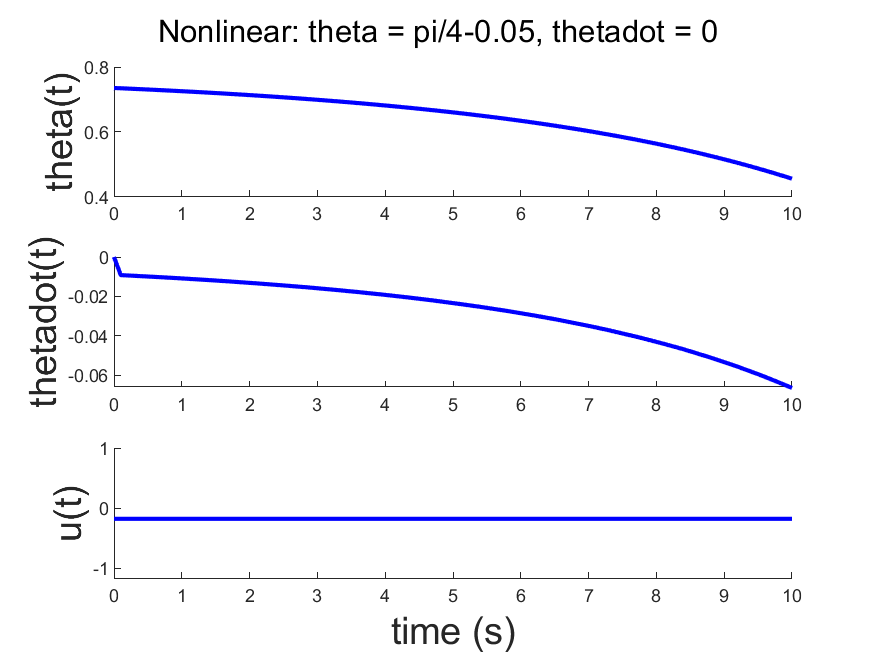 Nonlinear: theta = pi/4-0.05, thetadot = 0
theta(t)
0.8
0.6
0.4
0 1 2 3 4 5 6 7 8 9 10
thetadot(t)
0
-0.02
-0.04
-0.06
0 1 2 3 4 5 6 7 8 9 10
u(t)
1
0
-1
0 1 2 3 4 5 6 7 8 9 10
time (s)